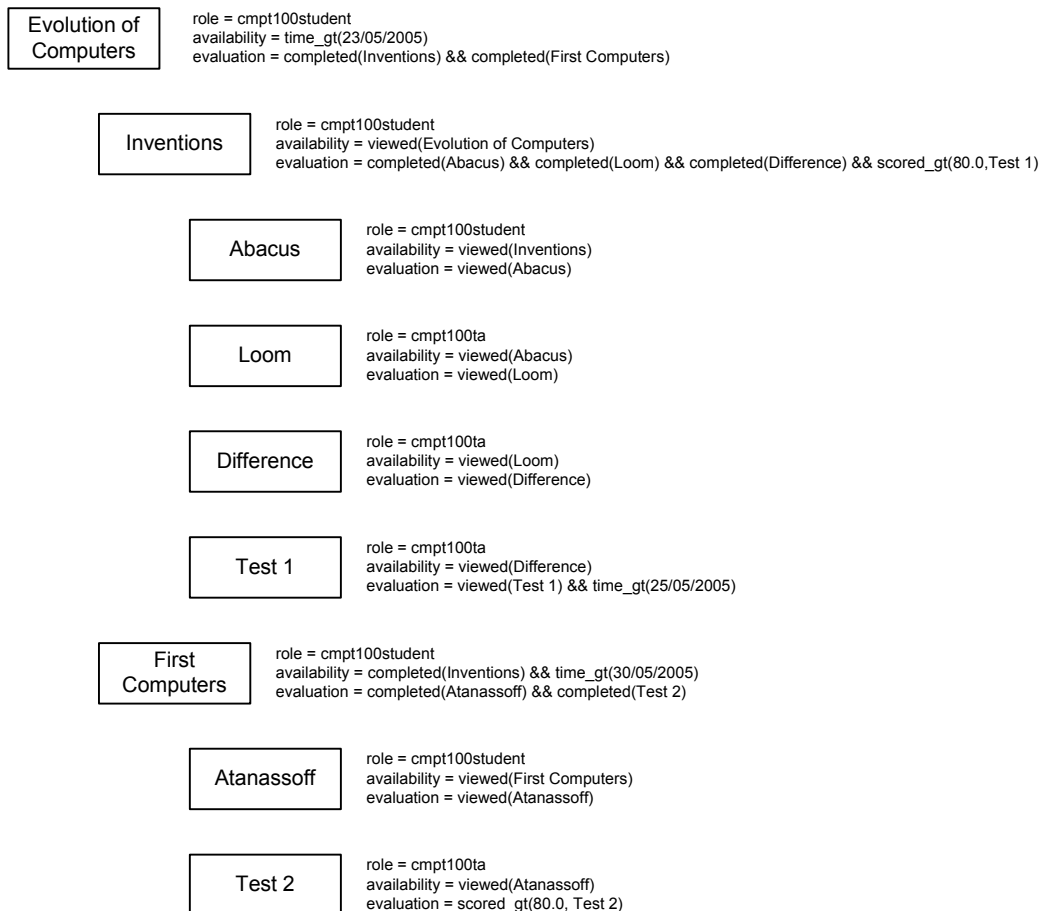 Evolution of
Computers
role = cmpt100student
availability = time_gt(23/05/2005)
evaluation = completed(Inventions) && completed(First Computers)
Inventions
role = cmpt100student
availability = viewed(Evolution of Computers)
evaluation = completed(Abacus) && completed(Loom) && completed(Difference) && scored_gt(80.0,Test 1)
Abacus
role = cmpt100student
availability = viewed(Inventions)
evaluation = viewed(Abacus)
Loom
role = cmpt100ta
availability = viewed(Abacus)
evaluation = viewed(Loom)
Difference
role = cmpt100ta
availability = viewed(Loom)
evaluation = viewed(Difference)
Test 1
role = cmpt100ta
availability = viewed(Difference)
evaluation = viewed(Test 1) && time_gt(25/05/2005)
First
Computers
role = cmpt100student
availability = completed(Inventions) && time_gt(30/05/2005)
evaluation = completed(Atanassoff) && completed(Test 2)
Atanassoff
role = cmpt100student
availability = viewed(First Computers)
evaluation = viewed(Atanassoff)
Test 2
role = cmpt100ta
availability = viewed(Atanassoff)
evaluation = scored_gt(80.0, Test 2)